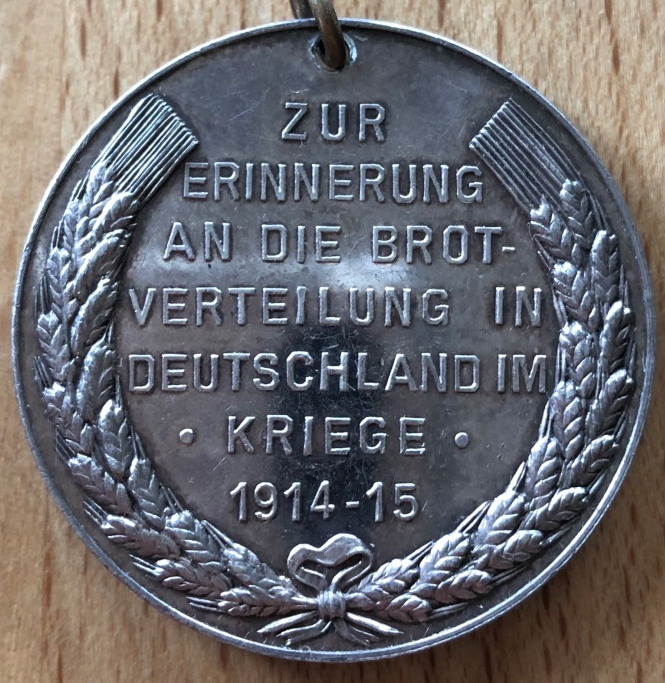 ZUR
ERINNERUNG
AN DIE BROT-
VERTEILUNG IN
DEUTSCHLAND IM
• KRIEGE •
1914-15